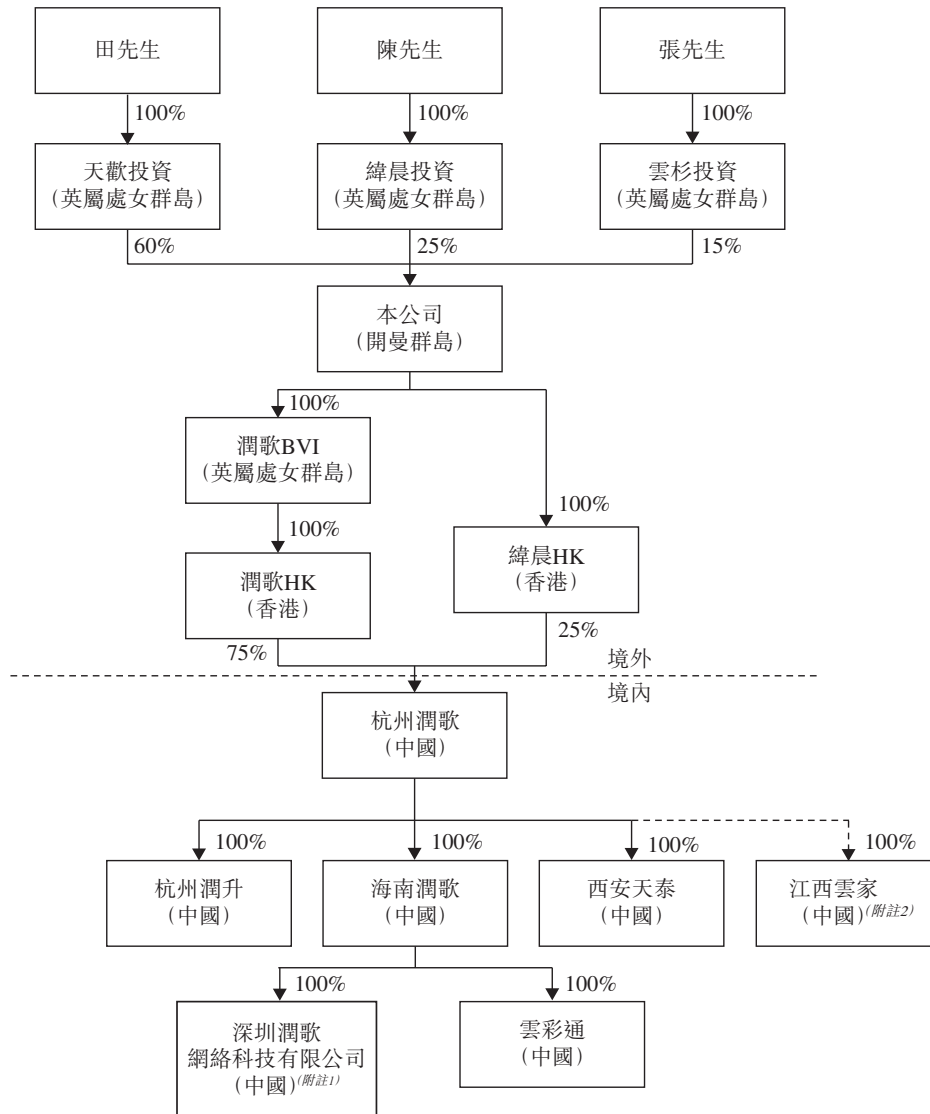 田先生
陳先生
張先生
100%
100%
100%
天歡投資
(英屬處女群島)
緯晨投資
(英屬處女群島)
雲杉投資
(英屬處女群島)
60%
25%
15%
本公司
(開曼群島)
100%
潤歌BVI
(英屬處女群島)
100%
100%
潤歌HK
(香港)
緯晨HK
(香港)
75%
25%
境外
境內
杭州潤歌
(中國)
100%
100%
100%
100%
杭州潤升
(中國)
海南潤歌
(中國)
西安天泰
(中國)
江西雲家
(中國)(附註2)
100%
100%
深圳潤歌
網絡科技有限公司
(中國)(附註1)
雲彩通
(中國)